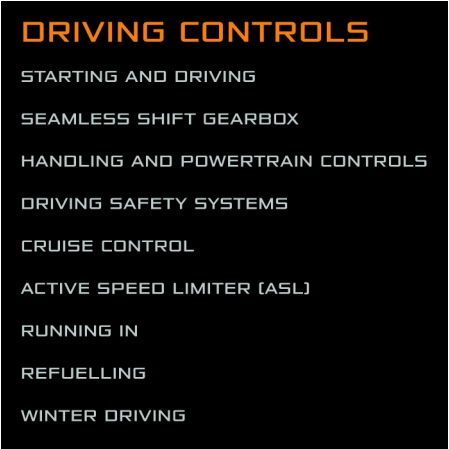 DRIVING CONTROLS
STARTING AND DRIVING
SEAMLESS SHIFT GEARBOX
HANDLING AND POWERTRAIN CONTROLS
DRIVING SAFETY SYSTEMS
CRUISE CONTROL
ACTIVE SPEED LIMITER (ASL)
RUNNING IN
REFUELLING
WINTER DRIVING